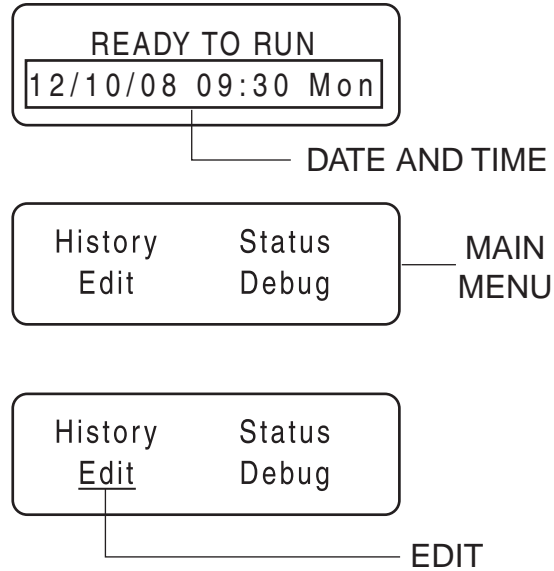 READY TO RUN
12/10/08 09:30 Mon
DATE AND TIME
History Status
Edit Debug
MAIN
MENU
History Status
Edit Debug
EDIT